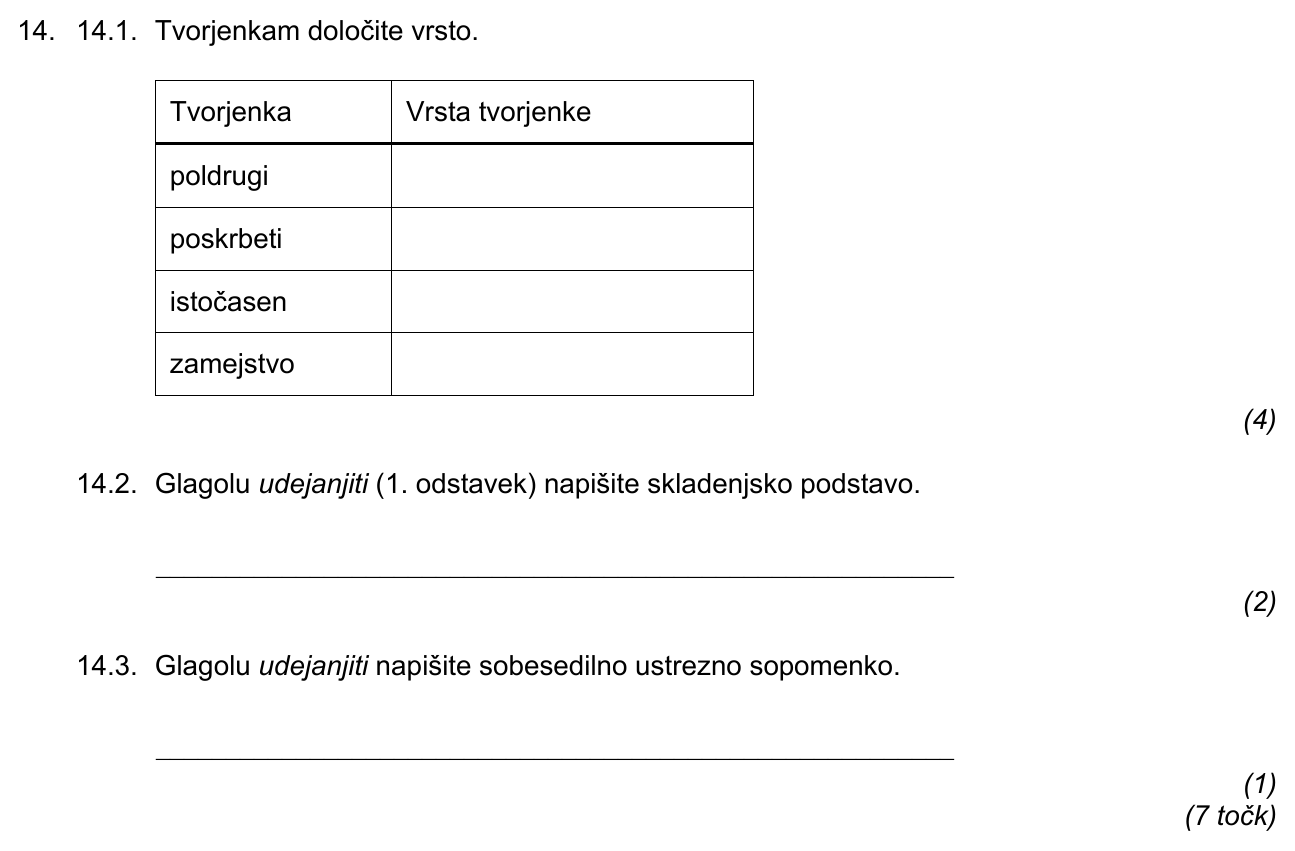 14. 14.1. Tvorjenkam določite vrsto.
Tvorjenka Vrsta tvorjenke
poldrugi
poskrbeti
istočasen
zamejstvo
(4)
14.2. Glagolu udejanjiti (1. odstavek) napišite skladenjsko podstavo.
(2)
14.3. Glagolu udejanjiti napišite sobesedilno ustrezno sopomenko.
(1)
(7 točk)